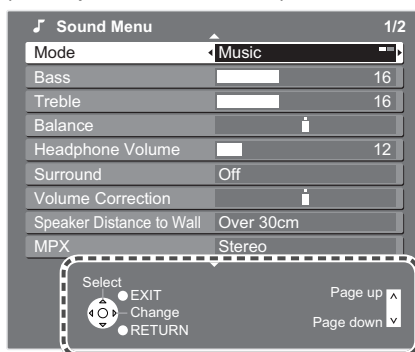 Sound Menu 1/2
Mode Music
Bass 16
Treble 16
Balance
Headphone Volume 12
Surround Off
Volume Correction
Speaker Distance to Wall Over 30cm
MPX Stereo
Select
EXIT
Change
RETURN
Page up
Page down